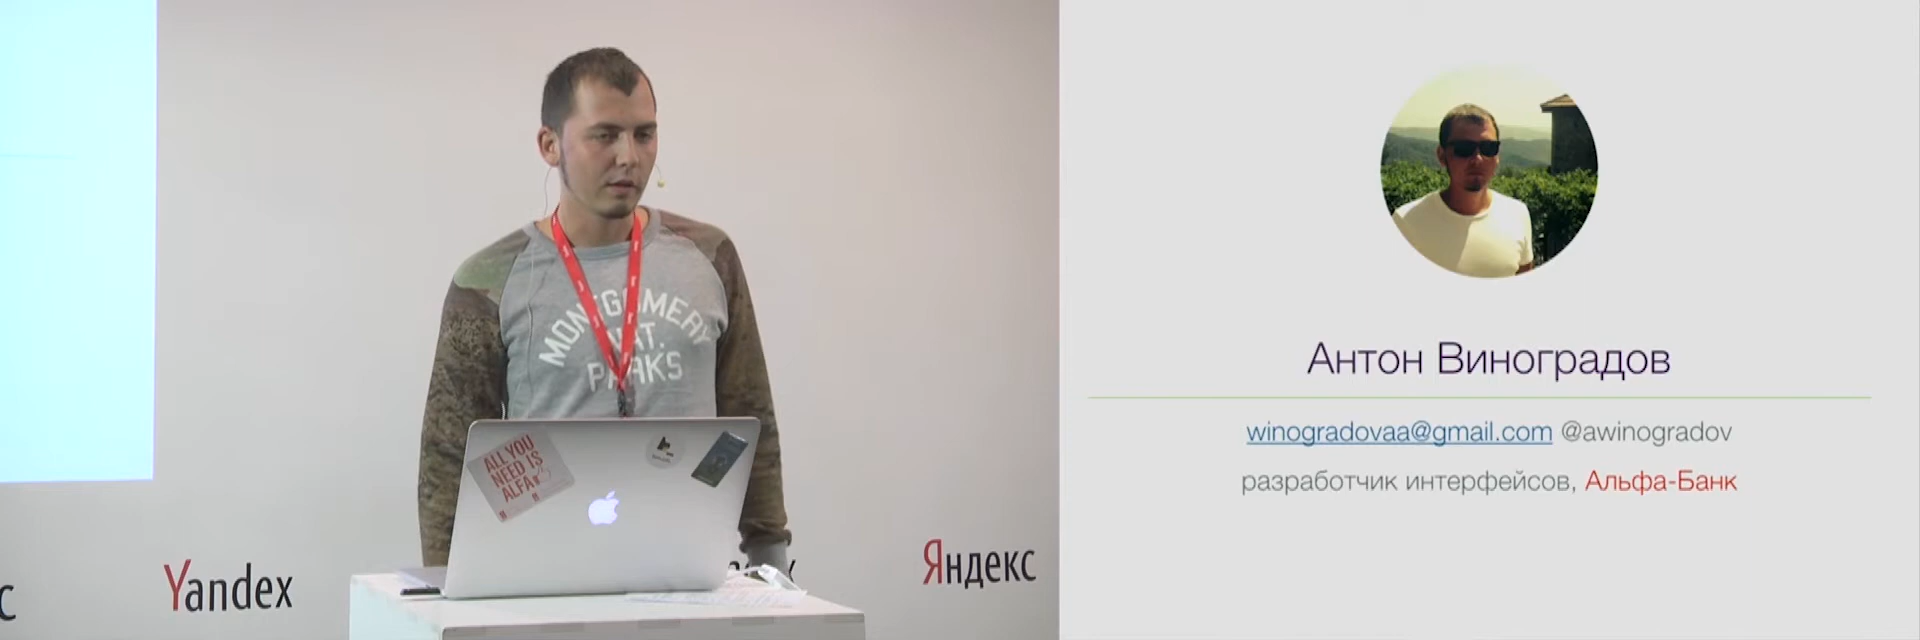 MONTGOMERY
NAT.
PARKS
ALL YOU
NEED IS
ALFA
с
Yandex
Яндекс
Антон Виноградов
winogradovaa@gmail.com @awinogradov
разработчик интерфейсов, Альфа-Банк